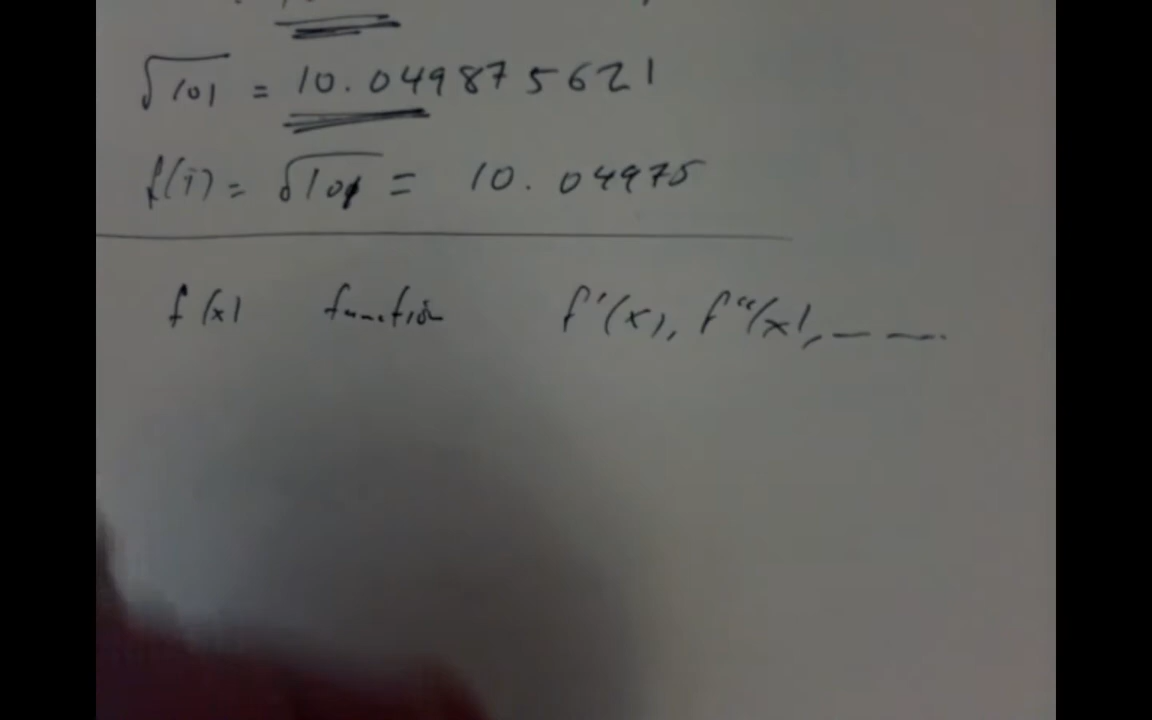 √101 = 10.049875621
f(1) = √101 = 10.04975
f(x) function f'(x), f''(x), — —.